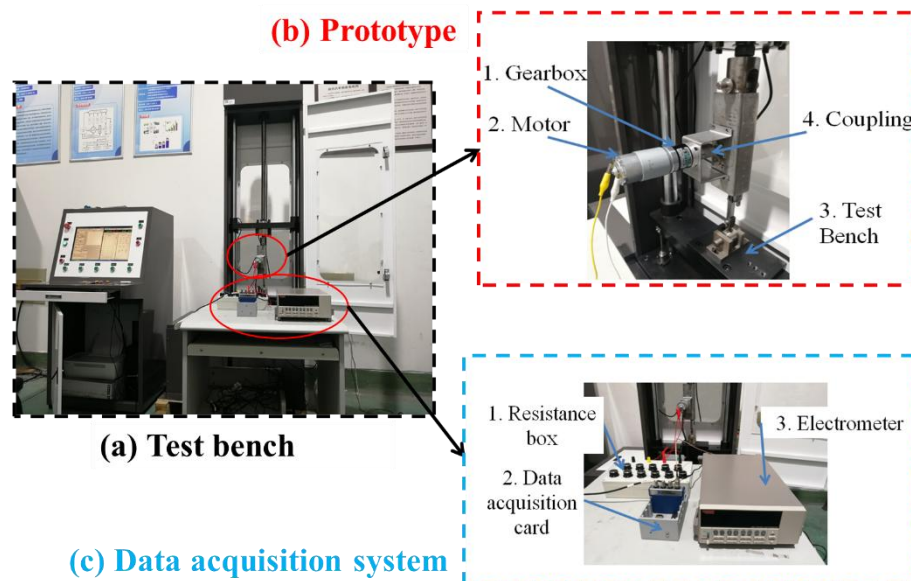 (b) Prototype
1. Gearbox
2. Motor
4. Coupling
3. Test
Bench
(a) Test bench
1. Resistance
box
2. Data
acquisition
card
3. Electrometer
(c) Data acquisition system